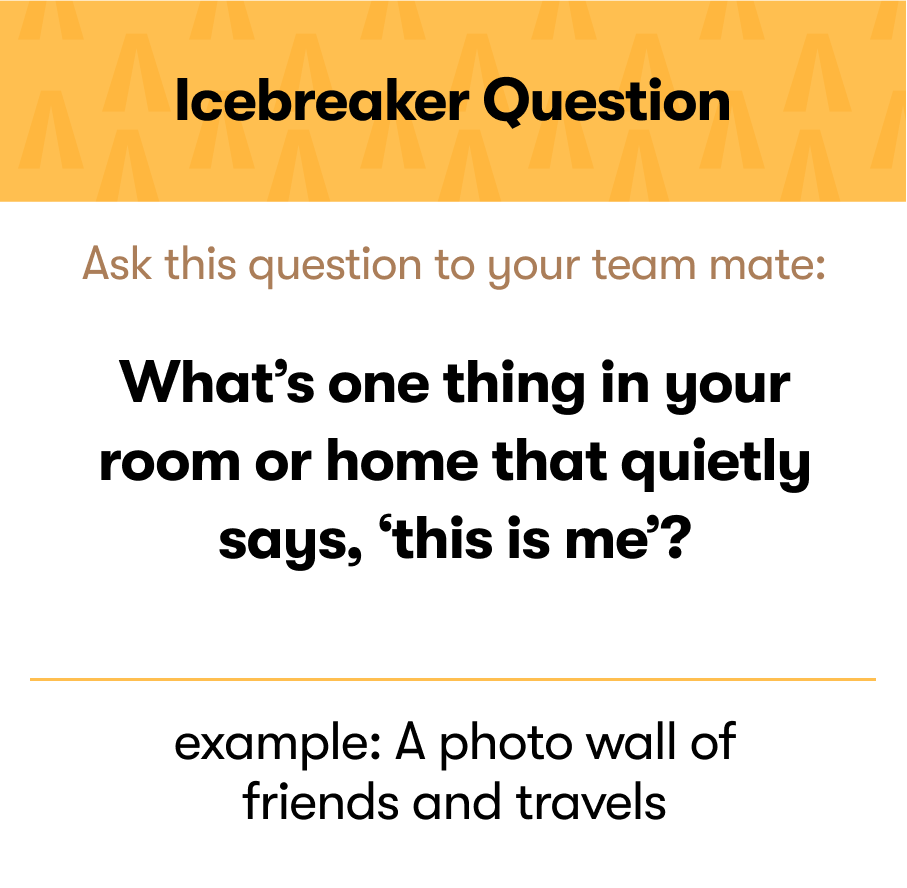 Icebreaker Question
Ask this question to your team mate:
What’s one thing in your
room or home that quietly
says, ‘this is me’?
example: A photo wall of
friends and travels